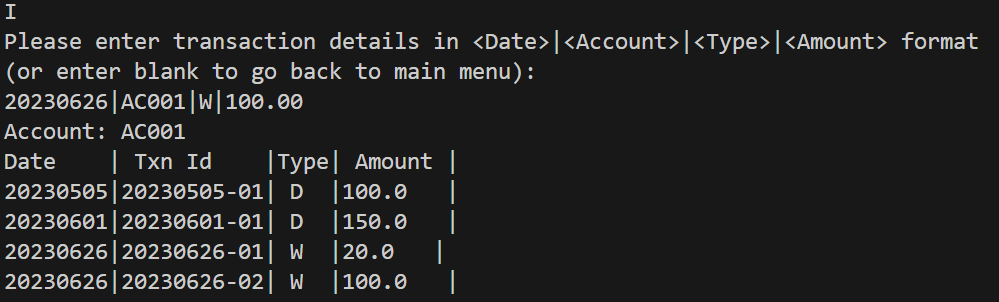 I
Please enter transaction details in <Date>|<Account>|<Type>|<Amount> format
(or enter blank to go back to main menu):
20230626|AC001|W|100.00
Account: AC001
Date    | Txn Id    |Type| Amount |
20230505|20230505-01| D  |100.0   |
20230601|20230601-01| D  |150.0   |
20230626|20230626-01| W  |20.0   |
20230626|20230626-02| W  |100.0   |